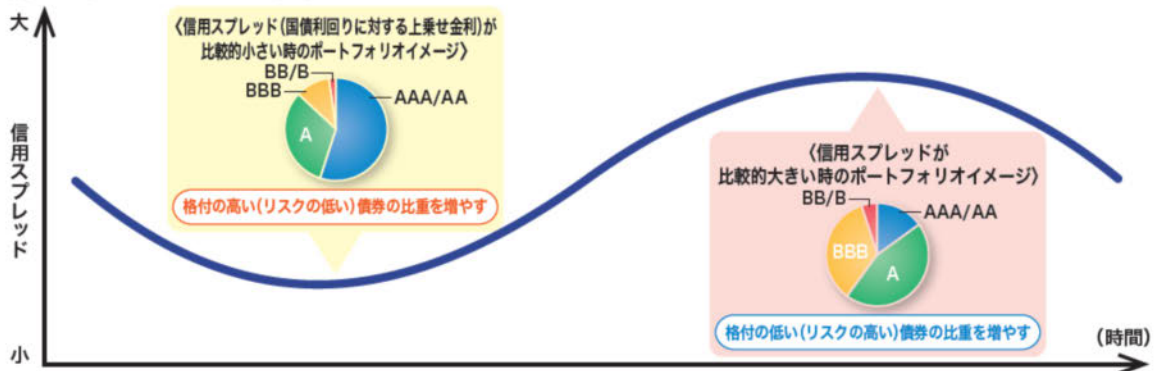 大
信用スプレッド
小
〈信用スプレッド(国債利回りに対する上乗せ金利)が
比較的小さい時のポートフォリオイメージ〉
BB/B
BBB
AAA/AA
A
格付の高い(リスクの低い)債券の比重を増やす
〈信用スプレッドが
比較的大きい時のポートフォリオイメージ〉
BB/B
AAA/AA
BBB
A
格付の低い(リスクの高い)債券の比重を増やす
(時間)